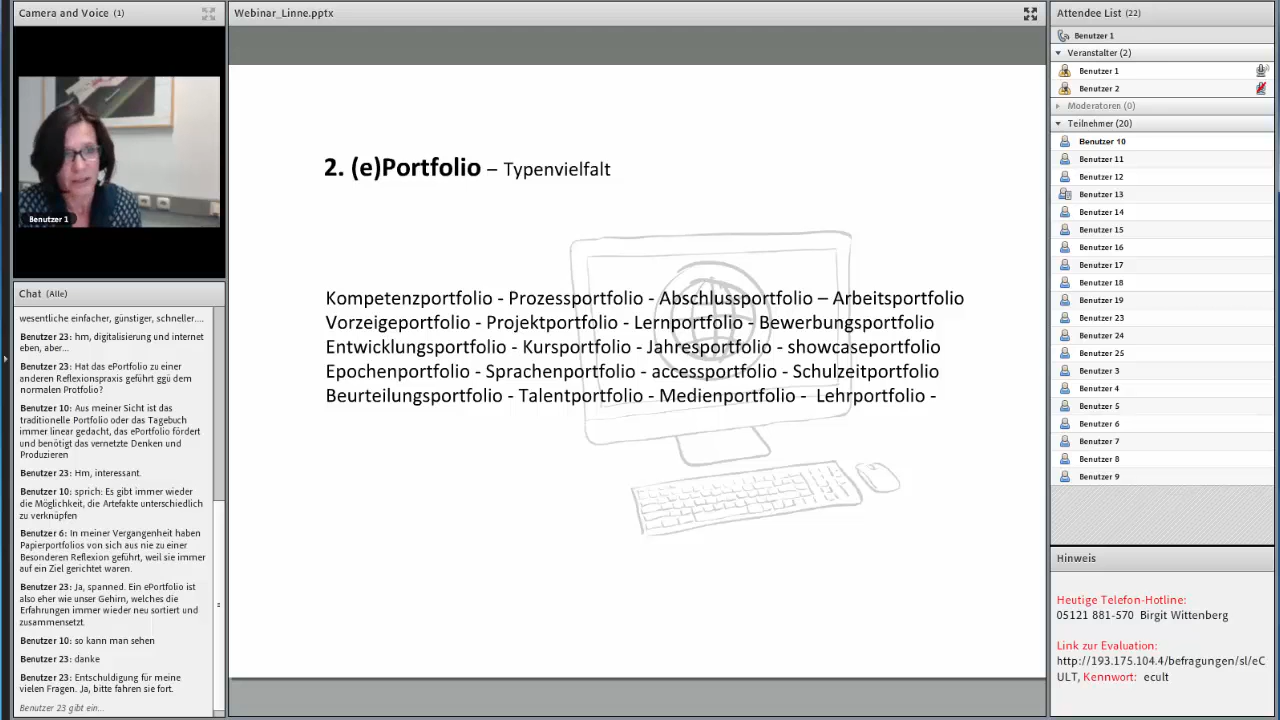 Camera and Voice (1)
Benutzer 1
Chat (Alle)
wesentliche einfacher, günstiger, schneller....
Benutzer 23: hm, digitalisierung und internet
eben, aber...
Benutzer 23: Hat das ePortfolio zu einer
anderen Reflexionspraxis geführt ggü dem
normalen Protfolio?
Benutzer 10: Aus meiner Sicht ist das
traditionelle Portfolio oder das Tagebuch
immer linear gedacht, das ePortfolio fördert
und benötigt das vernetzte Denken und
Produzieren
Benutzer 23: Hm, interessant.
Benutzer 10: sprich: Es gibt immer wieder
die Möglichkeit, die Artefakte unterschiedlich
zu verknüpfen
Benutzer 6: In meiner Vergangenheit haben
Papierportfolios von sich aus nie zu einer
Besonderen Reflexion geführt, weil sie immer
auf ein Ziel gerichtet waren.
Benutzer 23: Ja, spanned. Ein ePortfolio ist
also eher wie unser Gehirn, welches die
Erfahrungen immer wieder neu sortiert und
zusammensetzt.
Benutzer 10: so kann man sehen
Benutzer 23: danke
Benutzer 23: Entschuldigung für meine
vielen Fragen. Ja, bitte fahren sie fort.
Benutzer 23 gibt ein...
Webinar_Linne.pptx
2. (e)Portfolio – Typenvielfalt
Kompetenzportfolio - Prozessportfolio - Abschlussportfolio – Arbeitsportfolio
Vorzeigeportfolio - Projektportfolio - Lernportfolio - Bewerbungsportfolio
Entwicklungsportfolio - Kursportfolio - Jahresportfolio - showcaseportfolio
Epochenportfolio - Sprachenportfolio - accessportfolio - Schulzeitportfolio
Beurteilungsportfolio - Talentportfolio - Medienportfolio - Lehrportfolio -
Attendee List (22)
Benutzer 1
Veranstalter (2)
Benutzer 1
Benutzer 2
Moderatoren (0)
Teilnehmer (20)
Benutzer 10
Benutzer 11
Benutzer 12
Benutzer 13
Benutzer 14
Benutzer 15
Benutzer 16
Benutzer 17
Benutzer 18
Benutzer 19
Benutzer 23
Benutzer 24
Benutzer 25
Benutzer 3
Benutzer 4
Benutzer 5
Benutzer 6
Benutzer 7
Benutzer 8
Benutzer 9
Hinweis
Heutige Telefon-Hotline:
05121 881-570 Birgit Wittenberg
Link zur Evaluation:
http://193.175.104.4/befragungen/sl/eC
ULT, Kennwort: ecult